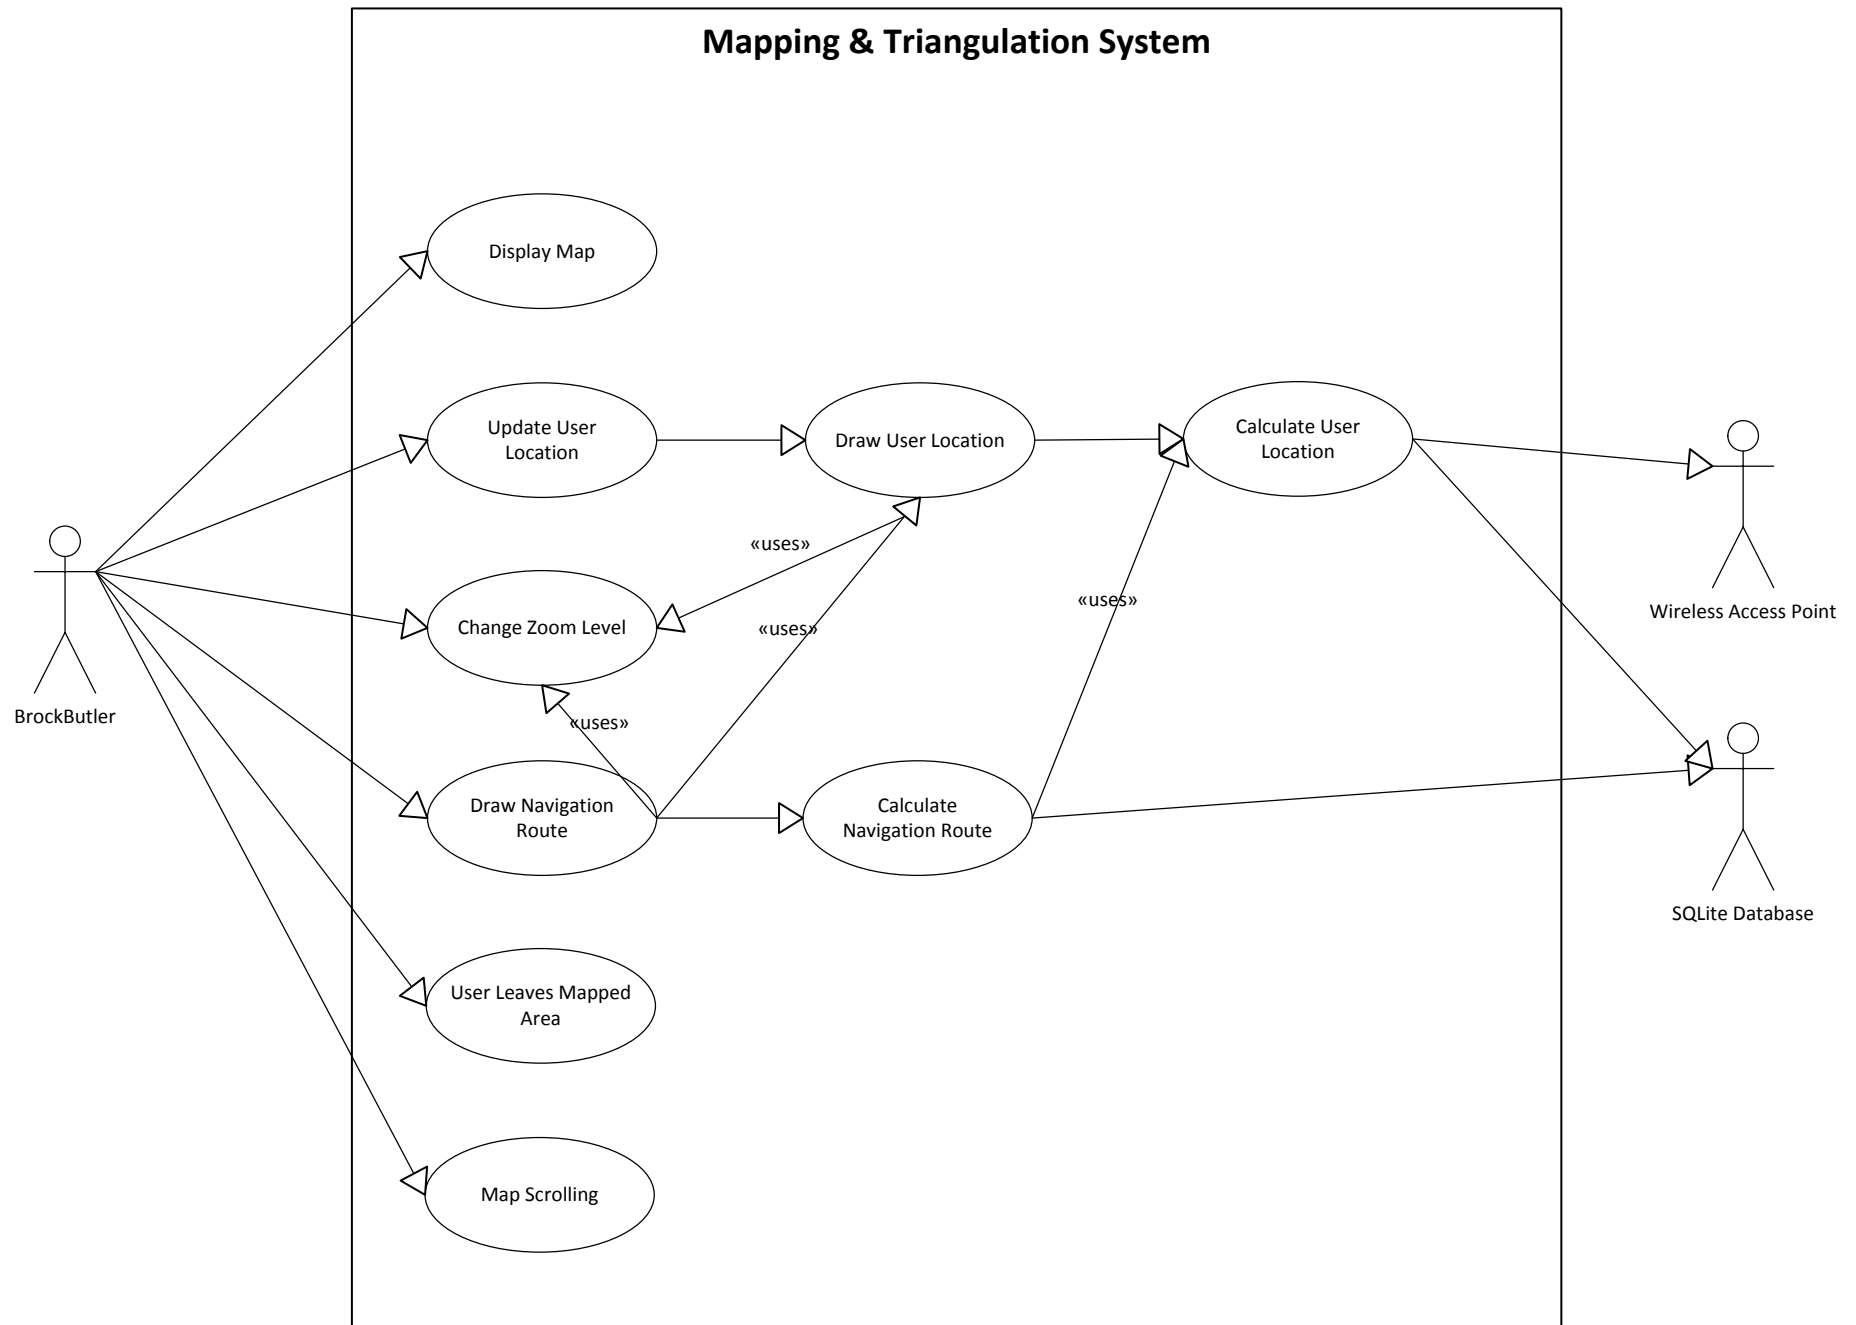 Mapping & Triangulation System
Display Map
Update User
Location
Draw User Location
Calculate User
Location
«uses»
«uses»
«uses»
Wireless Access Point
Change Zoom Level
«uses»
BrockButler
Draw Navigation
Route
Calculate
Navigation Route
SQLite Database
User Leaves Mapped
Area
Map Scrolling